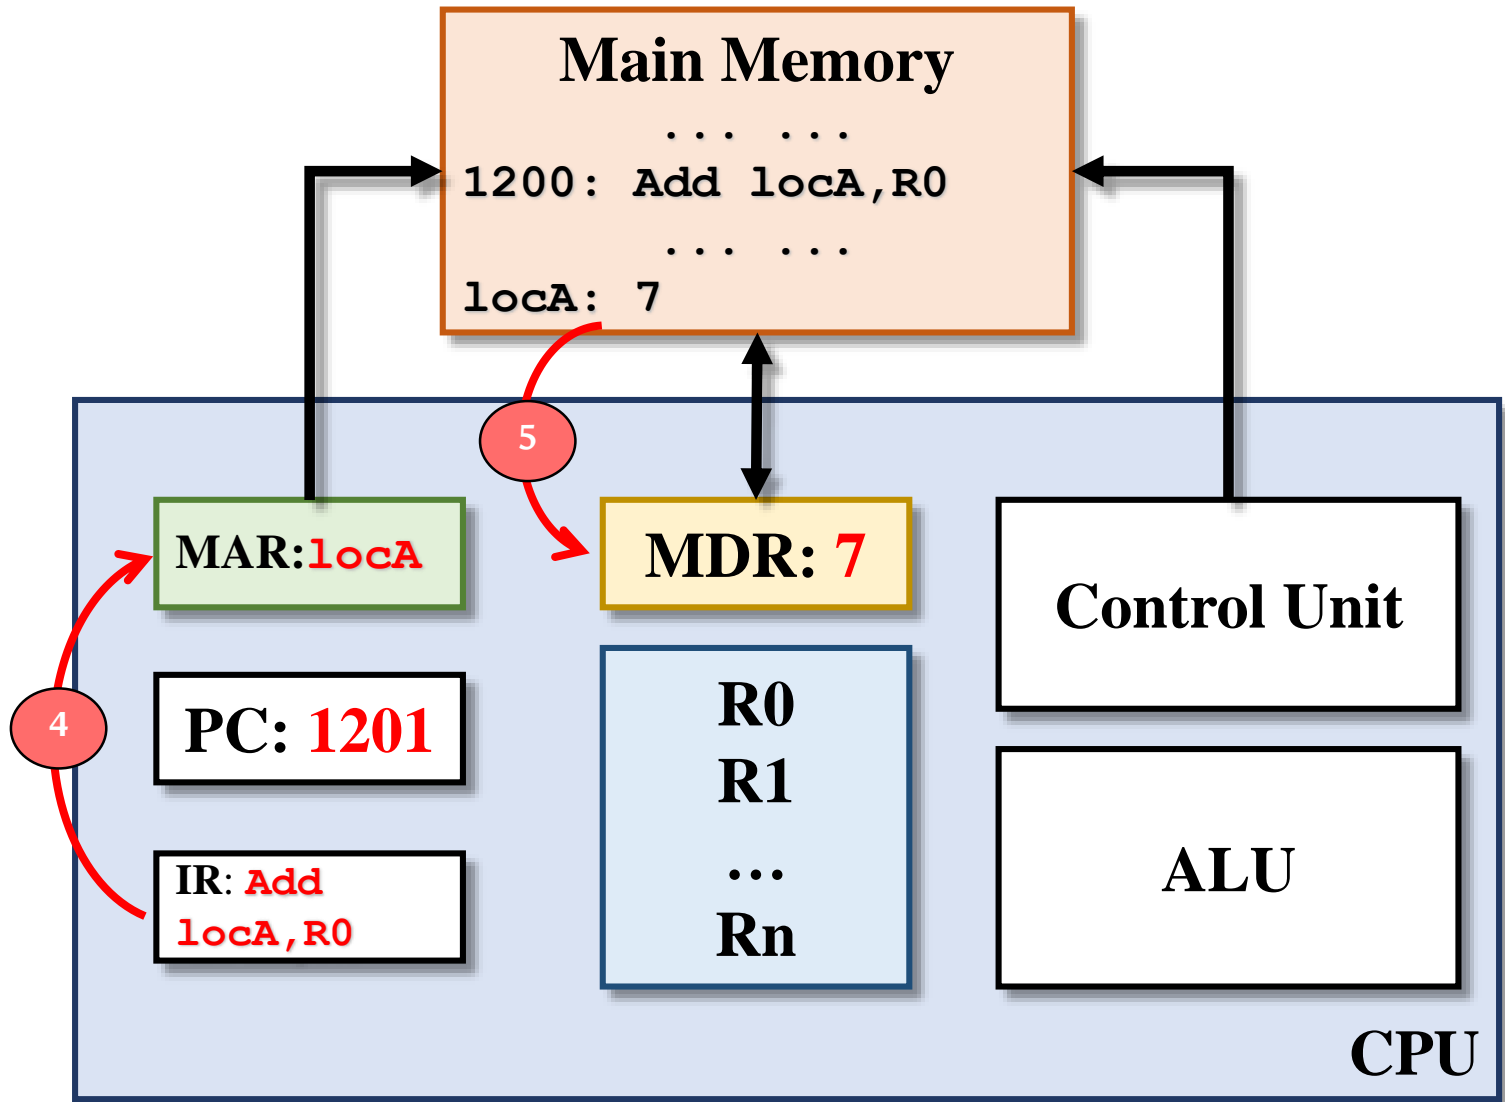 Main Memory
... ...
1200: Add locA,R0
... ...
locA: 7
5
MAR:locA
MDR: 7
Control Unit
4
PC: 1201
R0
R1
...
Rn
IR: Add
locA,R0
ALU
CPU